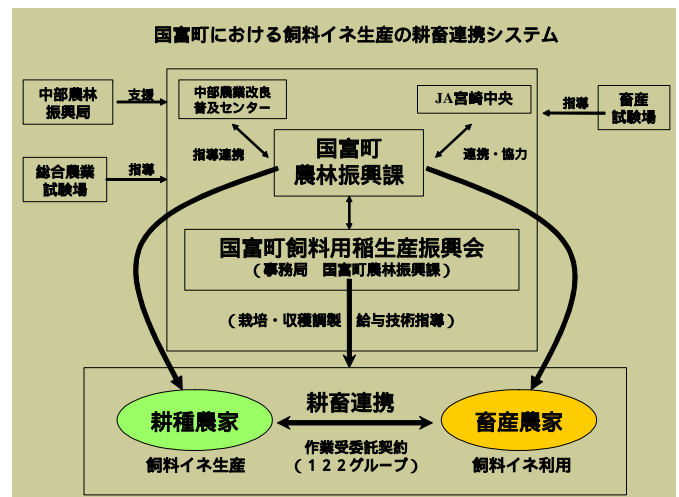 国富町における飼料イネ生産の耕畜連携システム
中部農林
振興局
支援
中部農業改良
普及センター
JA宮崎中央
指導
畜産
試験場
総合農業
試験場
指導
指導連携
国富町
農林振興課
連携・協力
国富町飼料用稲生産振興会
（事務局　国富町農林振興課）
（栽培・収穫調製　給与技術指導）
耕種農家
耕畜連携
畜産農家
飼料イネ生産
作業受委託契約
（１２２グループ）
飼料イネ利用